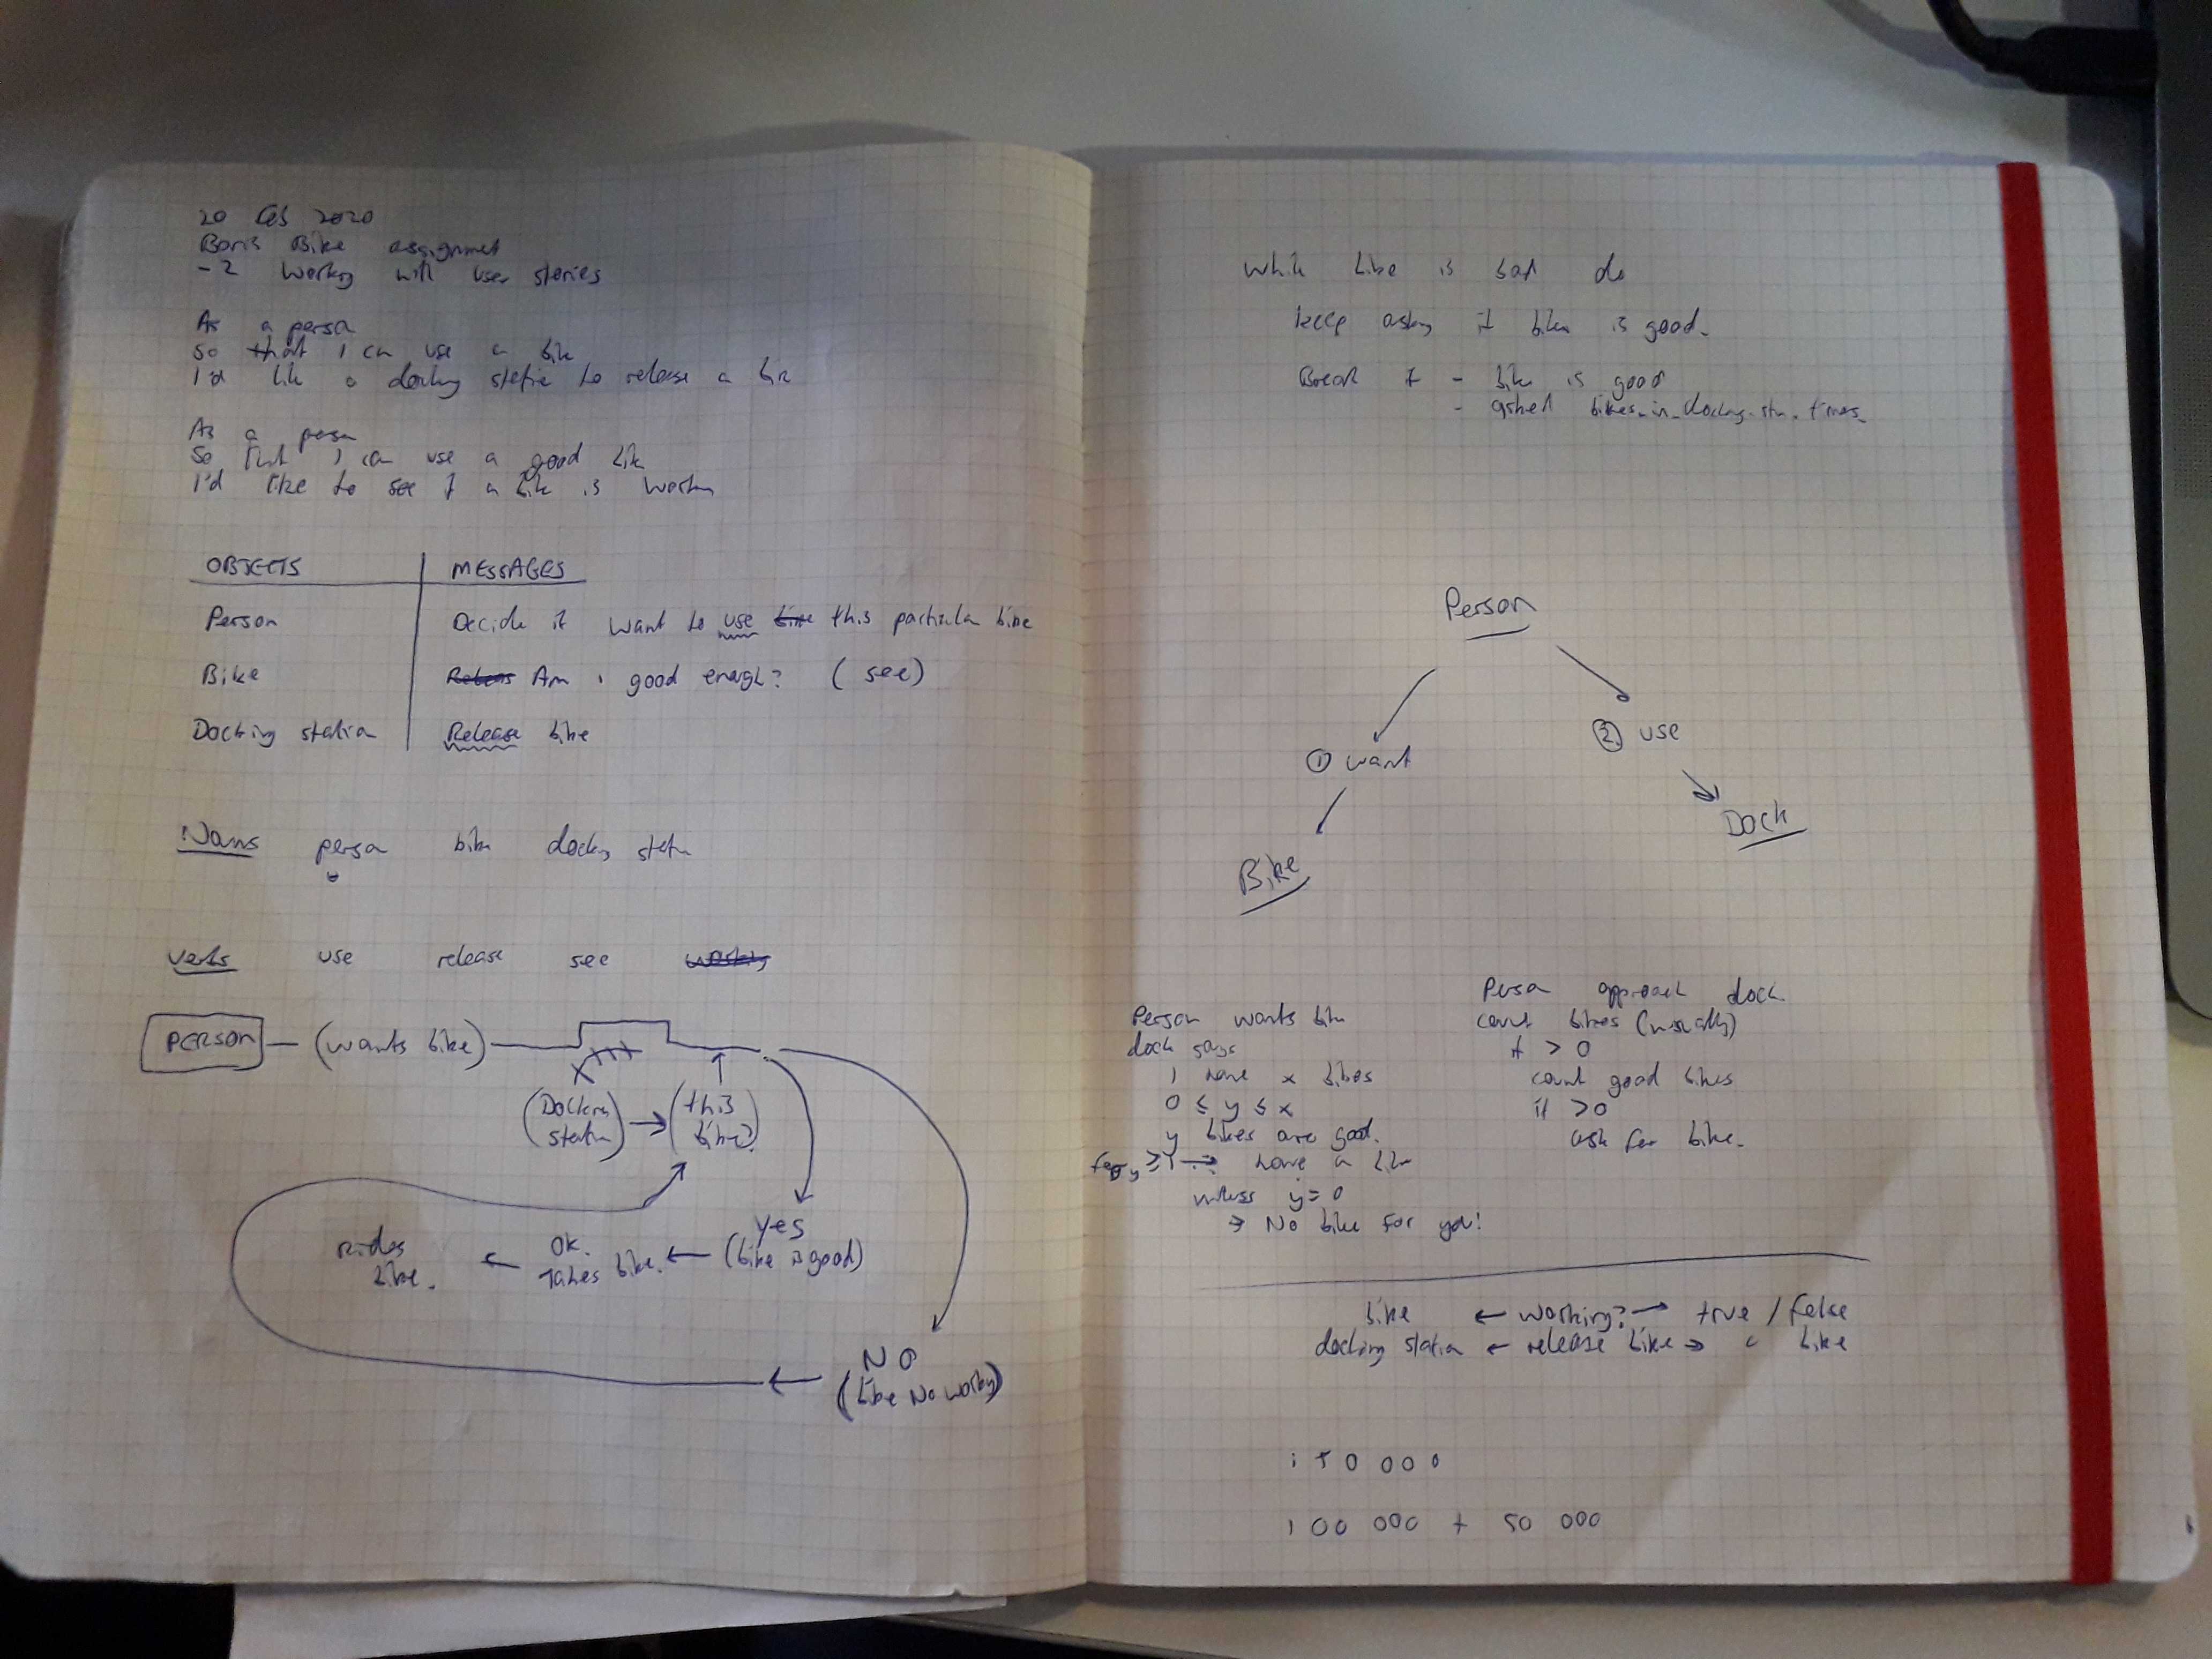 20 Feb 2020
Boris Bike assignment
-2 Working with user stories
As a person
so that I can use a bike
I'd like a docking station to release a bike
As a person
So that I can use a good bike
I'd like to see if a bike is working
OBJECTS MESSAGES
Person Decide if want to use bike this particular bike
Bike Am I good enough? (see)
Docking station Release bike
Nouns person bike docking station
Verbs use release see working
PERSON (wants bike)
(Docking (this
station) bike?)
Yes
(bike is good)
OK.
Takes bike.
Rides
bike.
NO
(bike no working)
While bike is bad do
keep asking if bike is good.
Break if - bike is good
- asked bikes_in_docking_stn. times.
Person
① want
② use
Dock
Bike
Person wants bike
dock says
I have x bikes
0 ≤ y ≤ x
y bikes are good.
y ≥ 1 → have a bike
unless y = 0
→ No bike for you!
Person approach dock
count bikes (visually)
if > 0
count good bikes
if >0
ask for bike.
bike ← working? → true / false
docking station ← release bike → a bike
150 000
100 000 + 50 000